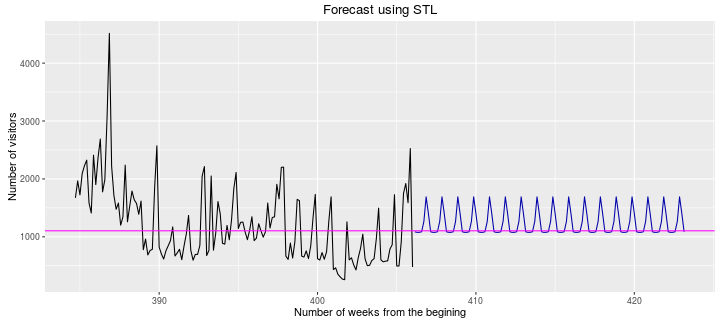 Forecast using STL
Number of visitors
4000
3000
2000
1000
390
400
410
420
Number of weeks from the begining